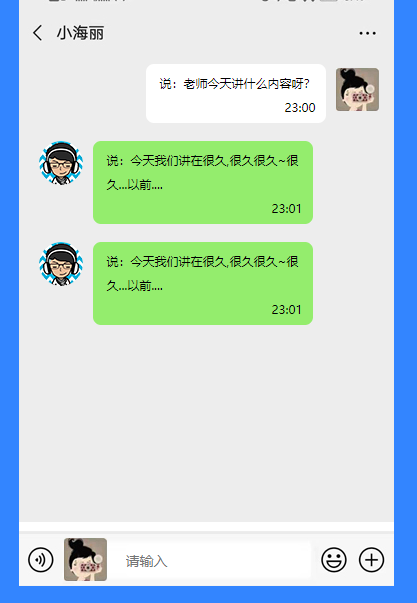 小海丽
说：老师今天讲什么内容呀?
23:00
说：今天我们讲在很久,很久很久~很
久...以前....
23:01
说：今天我们讲在很久,很久很久~很
久...以前....
23:01
请输入